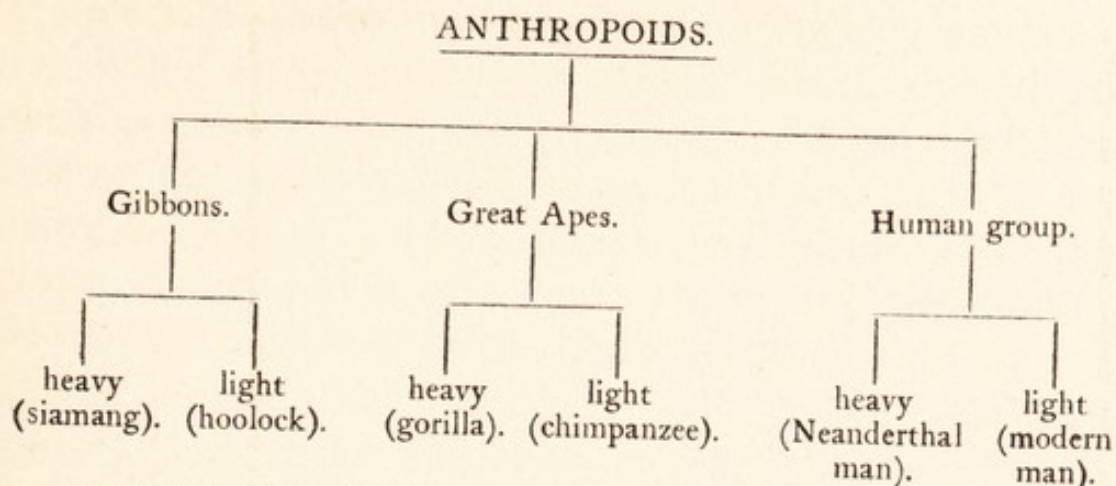 ANTHROPOIDS.
Gibbons.
Great Apes.
Human group.
heavy
(siamang).
light
(hoolock).
heavy
(gorilla).
light
(chimpanzee).
heavy
(Neanderthal
man).
light
(modern
man).